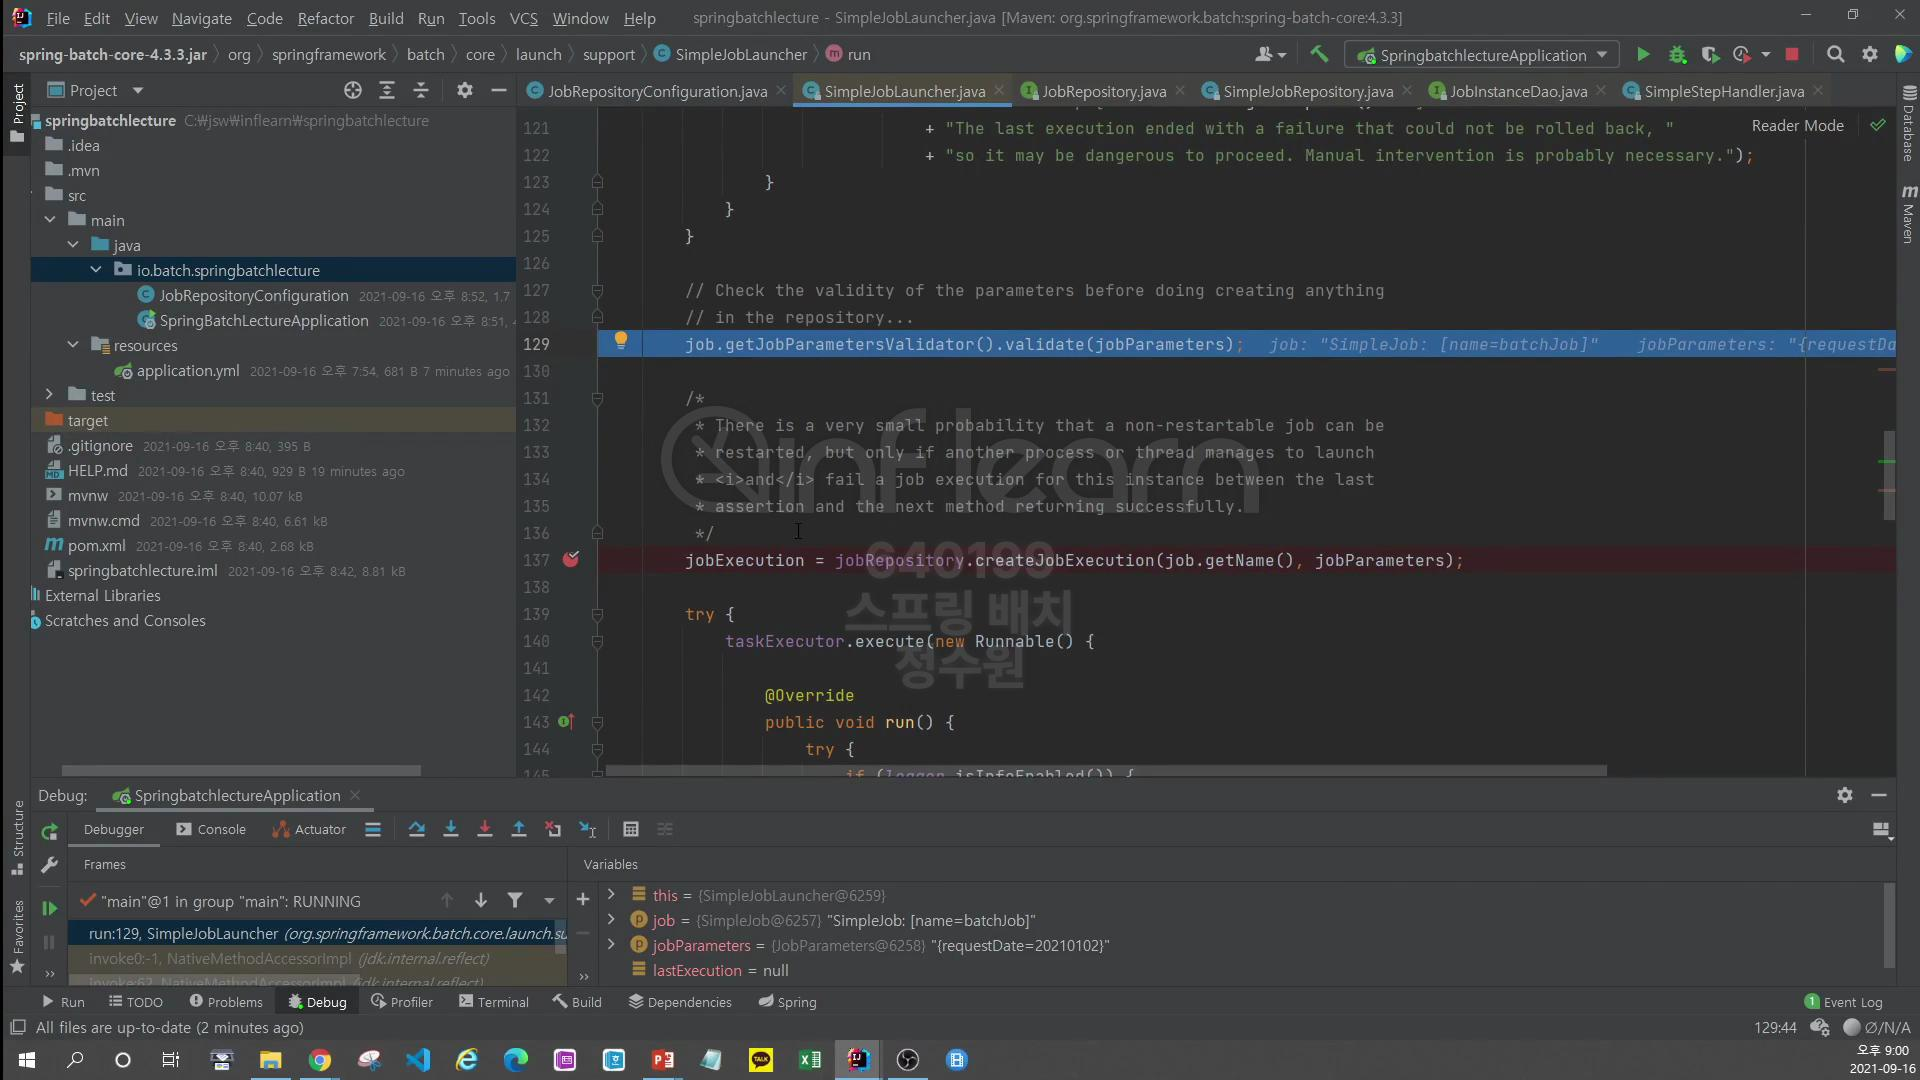 File Edit View Navigate Code Refactor Build Run Tools VCS Window Help springbatchlecture - SimpleJobLauncher.java [Maven: org.springframework.batch:spring-batch-core:4.3.3]
spring-batch-core-4.3.3.jar org springframework batch core launch support SimpleJobLauncher run SpringbatchlectureApplication
Project
JobRepositoryConfiguration.java SimpleJobLauncher.java JobRepository.java SimpleJobRepository.java JobInstanceDao.java SimpleStepHandler.java
Project
Structure
Favorites
Database
Maven
springbatchlecture C:₩jsw₩inflearn₩springbatchlecture
.idea
.mvn
src
main
java
io.batch.springbatchlecture
JobRepositoryConfiguration 2021-09-16 오후 8:52, 1.7
SpringBatchLectureApplication 2021-09-16 오후 8:51,
resources
application.yml 2021-09-16 오후 7:54, 681 B 7 minutes ago
test
target
.gitignore 2021-09-16 오후 8:40, 395 B
HELP.md 2021-09-16 오후 8:40, 929 B 19 minutes ago
mvnw 2021-09-16 오후 8:40, 10.07 kB
mvnw.cmd 2021-09-16 오후 8:40, 6.61 kB
pom.xml 2021-09-16 오후 8:40, 2.68 kB
springbatchlecture.iml 2021-09-16 오후 8:42, 8.81 kB
External Libraries
Scratches and Consoles
Reader Mode
121 + "The last execution ended with a failure that could not be rolled back, "
122 + "so it may be dangerous to proceed. Manual intervention is probably necessary.");
123 }
124 }
125 }
126
127 // Check the validity of the parameters before doing creating anything
128 // in the repository...
129 job.getJobParametersValidator().validate(jobParameters); job: "SimpleJob: [name=batchJob]" jobParameters: "{requestDa
130
131 /*
132 * There is a very small probability that a non-restartable job can be
133 * restarted, but only if another process or thread manages to launch
134 * <i>and</i> fail a job execution for this instance between the last
135 * assertion and the next method returning successfully.
136 */
137 jobExecution = jobRepository.createJobExecution(job.getName(), jobParameters);
138
139 try {
140 taskExecutor.execute(new Runnable() {
141
142 @Override
143 public void run() {
144 try {
145 if (logger.isInfoEnabled()) {
inflearn
640199
스프링 배치
정수원
Debug: SpringbatchlectureApplication
Debugger Console Actuator
Frames Variables
"main"@1 in group "main": RUNNING
run:129, SimpleJobLauncher (org.springframework.batch.core.launch.su
invoke0:-1, NativeMethodAccessorImpl (jdk.internal.reflect)
invoke:62, NativeMethodAccessorImpl (jdk.internal.reflect)
this = {SimpleJobLauncher@6259}
job = {SimpleJob@6257} "SimpleJob: [name=batchJob]"
jobParameters = {JobParameters@6258} "{requestDate=20210102}"
lastExecution = null
Run TODO Problems Debug Profiler Terminal Build Dependencies Spring 1 Event Log
All files are up-to-date (2 minutes ago) 129:44 Ø/N/A
오후 9:00
2021-09-16